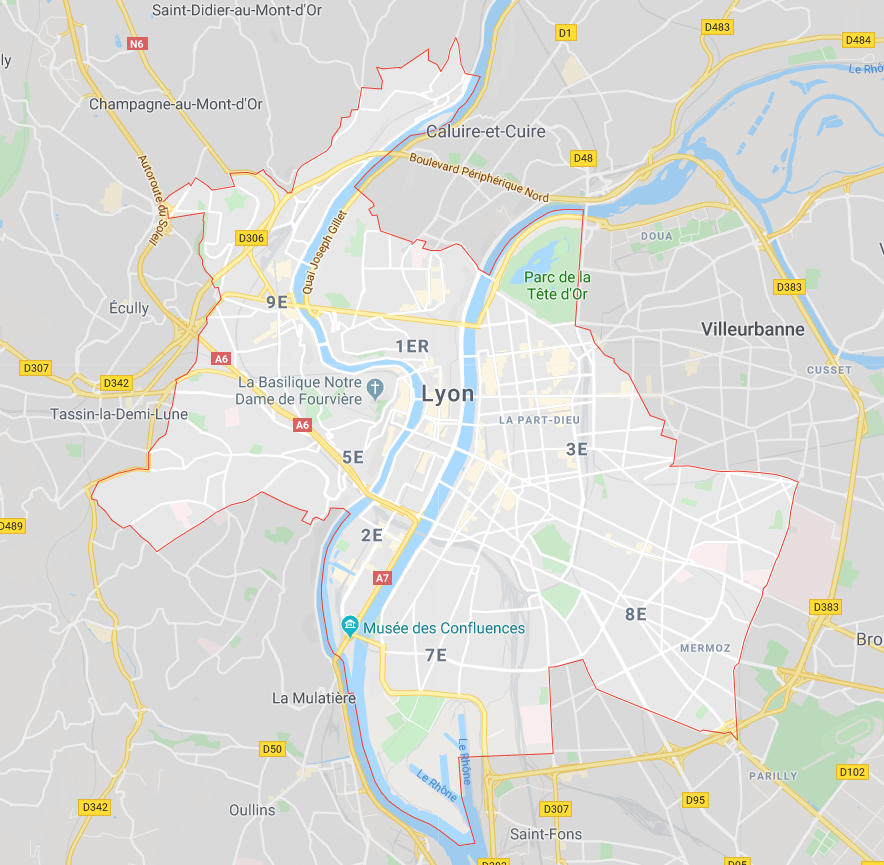 Saint-Didier-au-Mont-d'Or
N6
D1
D483
D484
Le Rhô
ly
Champagne-au-Mont-d'Or
Caluire-et-Cuire
D48
Boulevard Périphérique Nord
Autoroute du Soleil
Quai Joseph Gillet
D306
DOUA
Parc de la
Tête d'Or
D383
9E
Écully
Villeurbanne
1ER
A6
D307
D342
CUSSET
La Basilique Notre
Dame de Fourvière
Lyon
Tassin-la-Demi-Lune
A6
LA PART-DIEU
5E
3E
D489
2E
A7
D383
8E
Musée des Confluences
Bro
MERMOZ
7E
La Mulatière
D50
Le Rhône
Le Rhône
PARILLY
D102
D342
D95
Oullins
D307
Saint-Fons
D302
D95